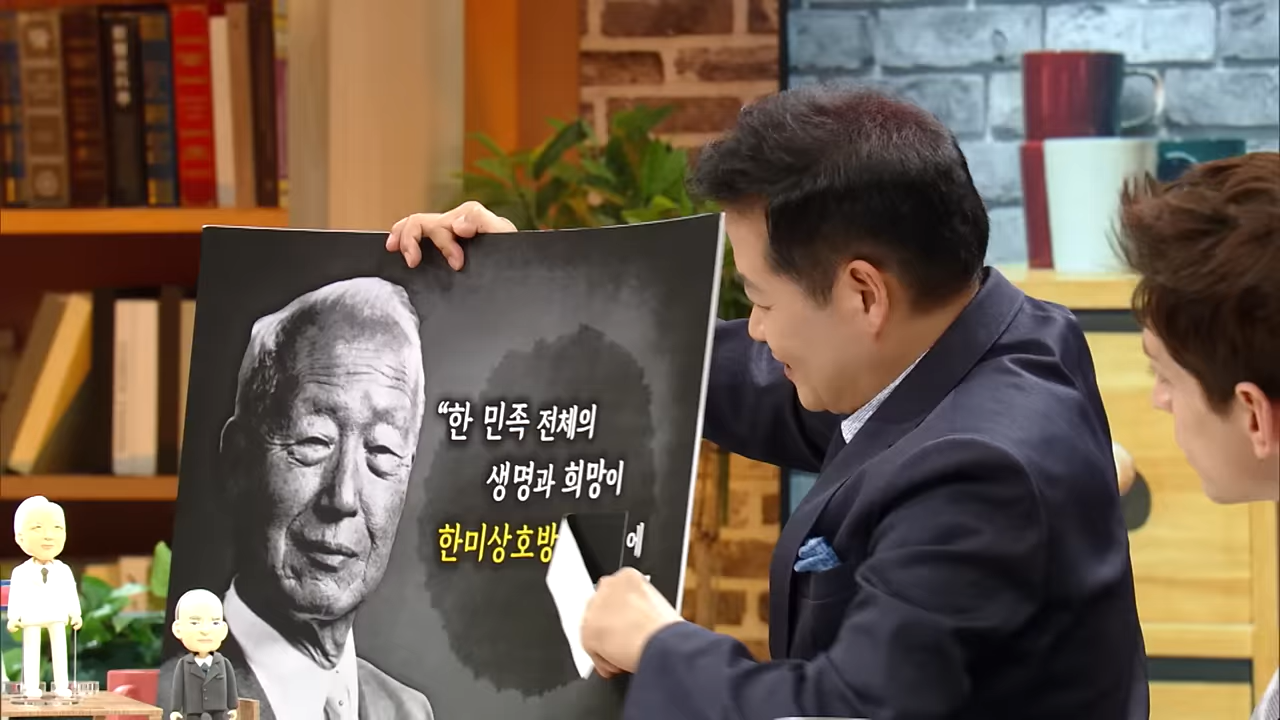 “한 민족 전체의
생명과 희망이
한미상호방
에